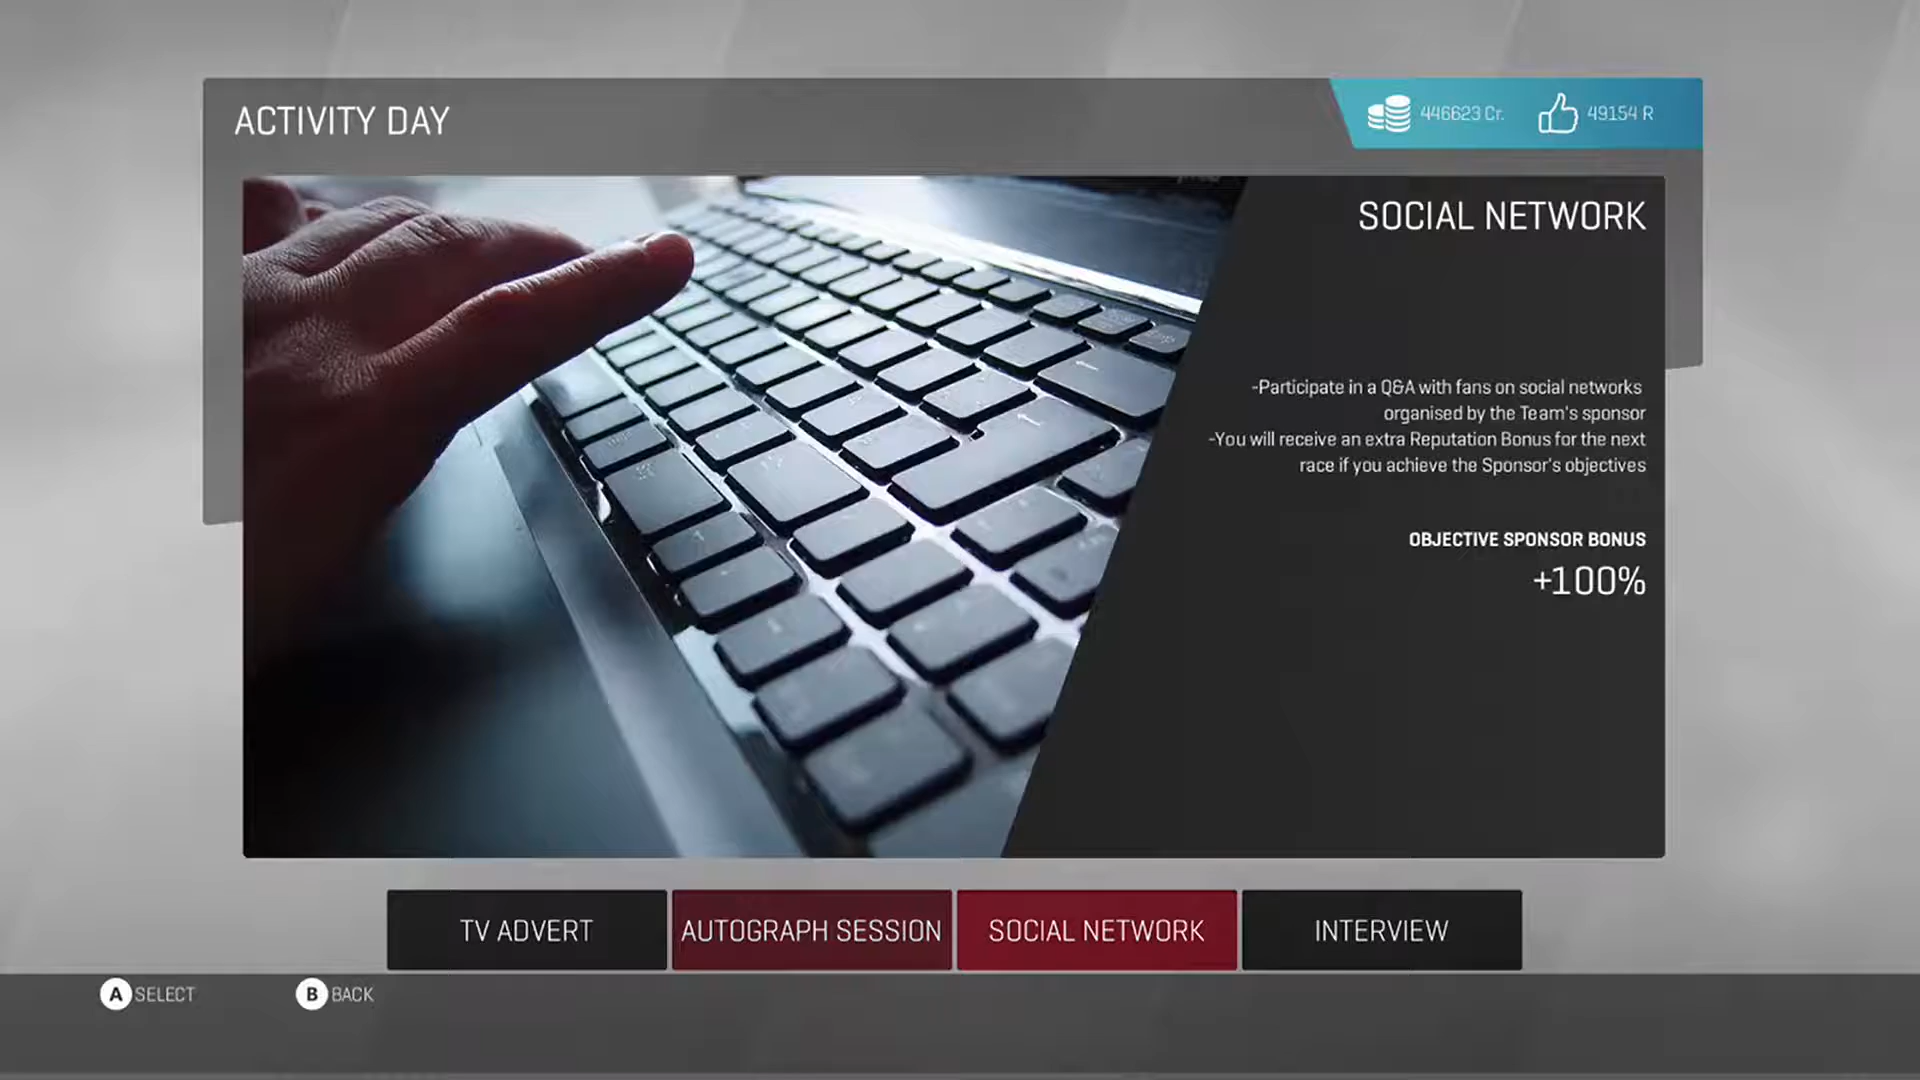 ACTIVITY DAY
446623 Cr.
49154 R
SOCIAL NETWORK
-Participate in a Q&A with fans on social networks
organised by the Team's sponsor
-You will receive an extra Reputation Bonus for the next
race if you achieve the Sponsor's objectives
OBJECTIVE SPONSOR BONUS
+100%
TV ADVERT
AUTOGRAPH SESSION
SOCIAL NETWORK
INTERVIEW
A SELECT
B BACK